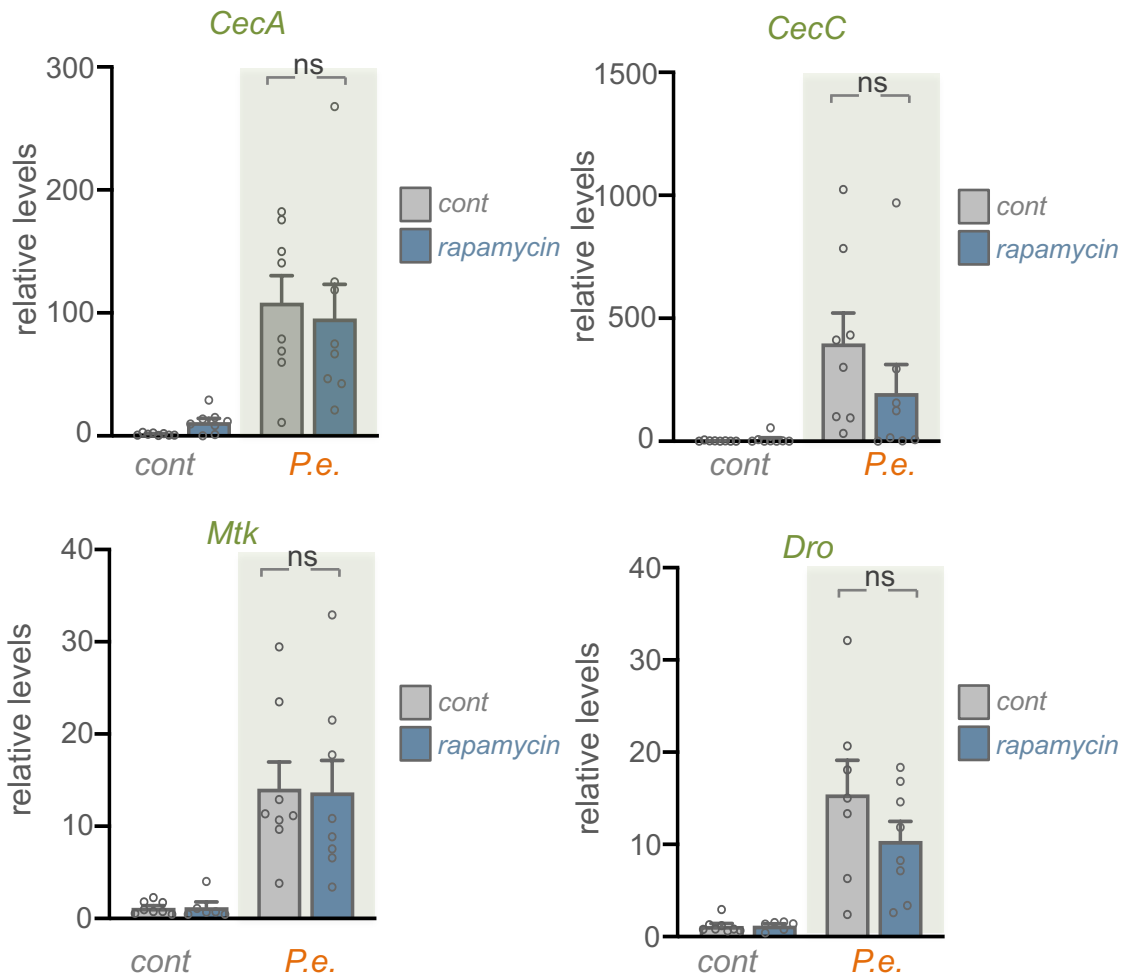 CecA
300
200
100
0
relative levels
ns
cont
P.e.
cont
rapamycin
CecC
1500
1000
500
0
relative levels
ns
cont
P.e.
cont
rapamycin
Mtk
40
30
20
10
0
relative levels
ns
cont
P.e.
cont
rapamycin
Dro
40
30
20
10
0
relative levels
ns
cont
P.e.
cont
rapamycin